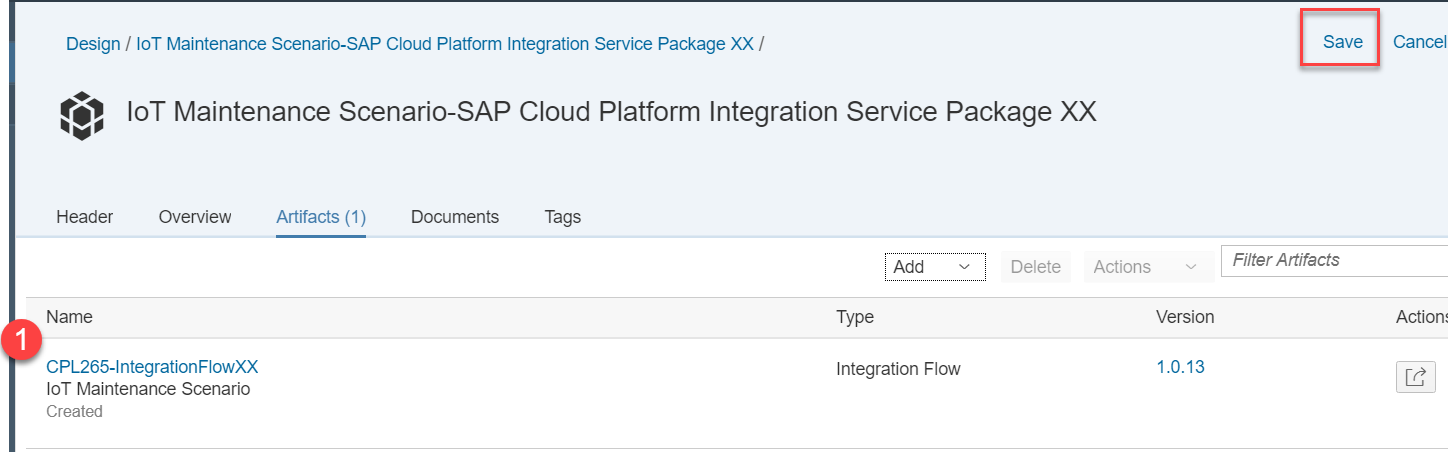 Design / IoT Maintenance Scenario-SAP Cloud Platform Integration Service Package XX /
Save Cancel
IoT Maintenance Scenario-SAP Cloud Platform Integration Service Package XX
Header Overview Artifacts (1) Documents Tags
Add Delete Actions Filter Artifacts
Name Type Version Actions
1
CPL265-IntegrationFlowXX Integration Flow 1.0.13
IoT Maintenance Scenario
Created